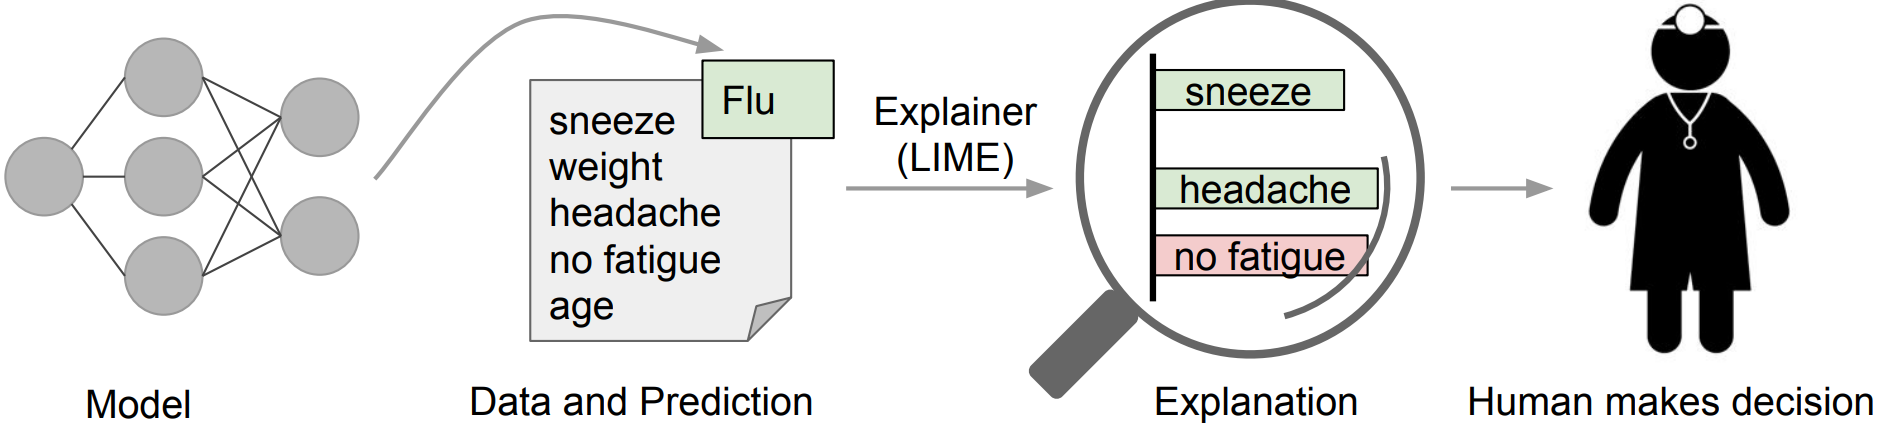 Flu
sneeze
weight
headache
no fatigue
age
Explainer
(LIME)
sneeze
headache
no fatigue
Model
Data and Prediction
Explanation
Human makes decision